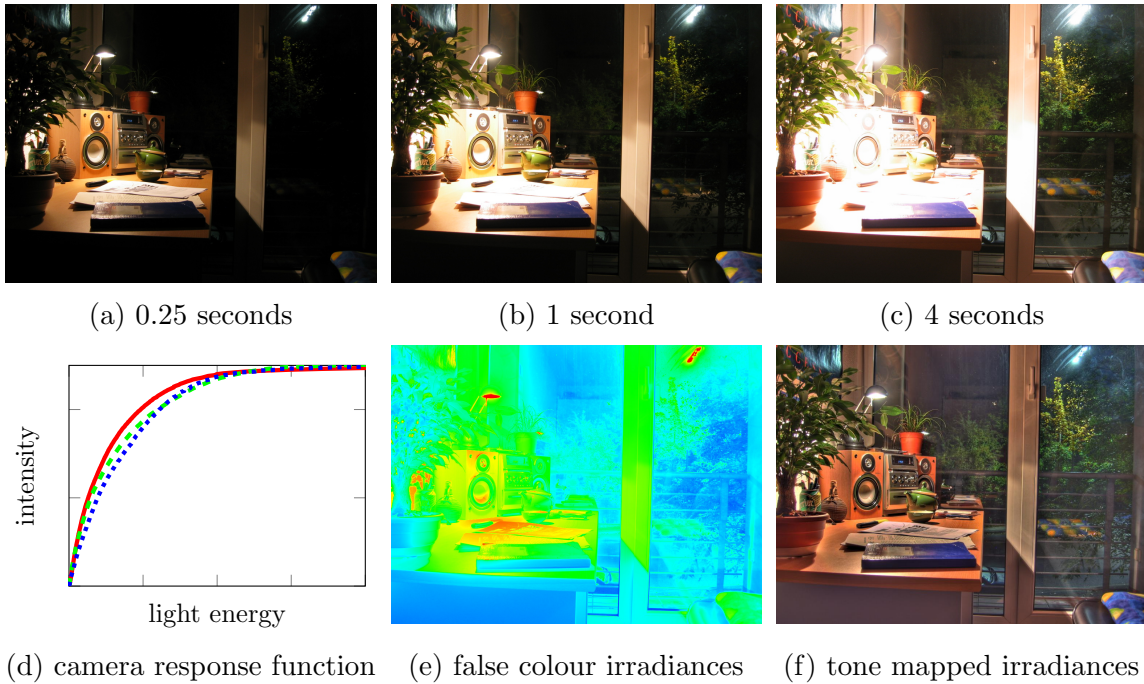 (a) 0.25 seconds
(b) 1 second
(c) 4 seconds
intensity
light energy
(d) camera response function
(e) false colour irradiances
(f) tone mapped irradiances